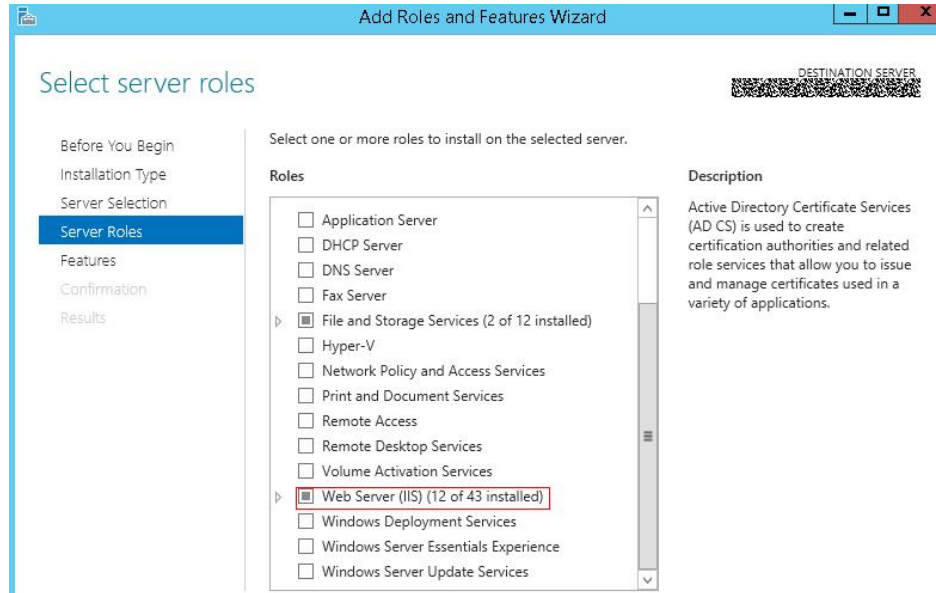 Add Roles and Features Wizard
Select server roles
DESTINATION SERVER
Before You Begin
Installation Type
Server Selection
Server Roles
Features
Confirmation
Results
Select one or more roles to install on the selected server.
Roles
Application Server
DHCP Server
DNS Server
Fax Server
File and Storage Services (2 of 12 installed)
Hyper-V
Network Policy and Access Services
Print and Document Services
Remote Access
Remote Desktop Services
Volume Activation Services
Web Server (IIS) (12 of 43 installed)
Windows Deployment Services
Windows Server Essentials Experience
Windows Server Update Services
Description
Active Directory Certificate Services
(AD CS) is used to create
certification authorities and related
role services that allow you to issue
and manage certificates used in a
variety of applications.